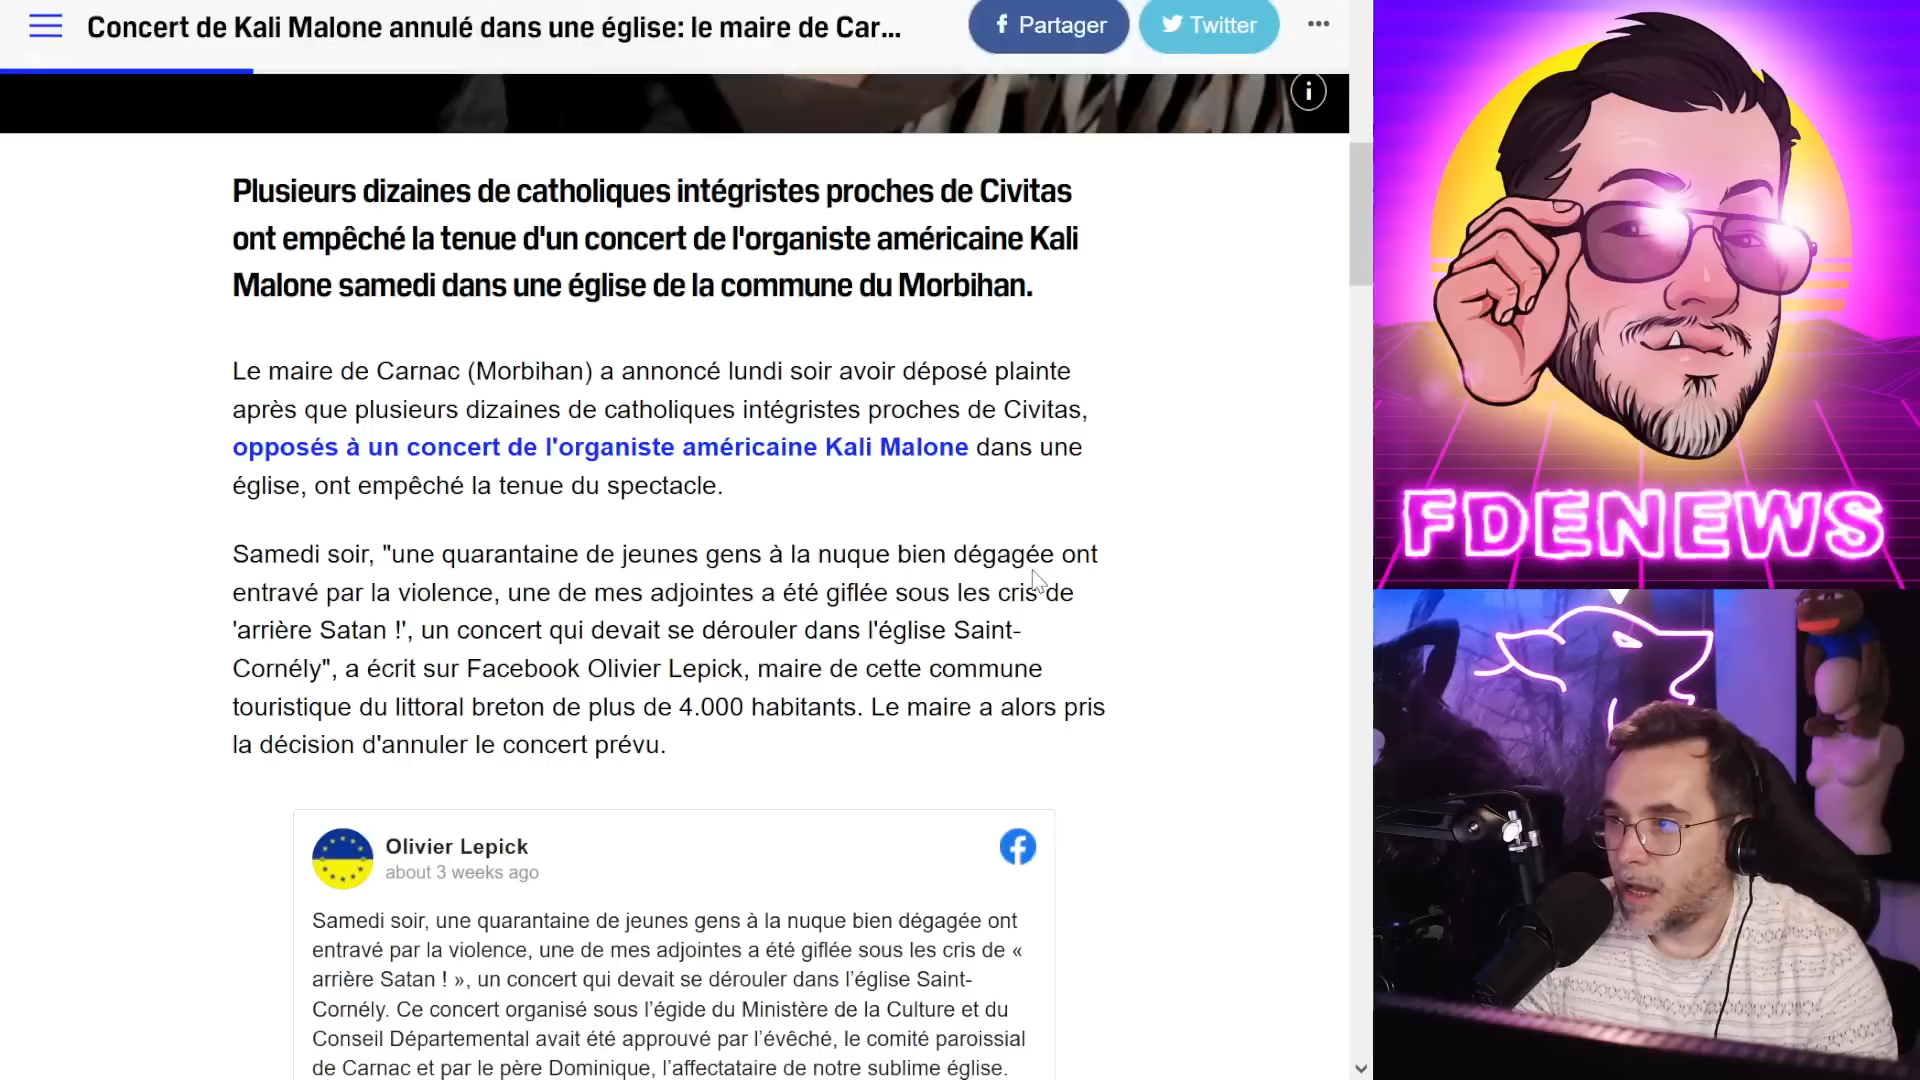 Concert de Kali Malone annulé dans une église: le maire de Car...
Partager
Twitter
Plusieurs dizaines de catholiques intégristes proches de Civitas
ont empêché la tenue d'un concert de l'organiste américaine Kali
Malone samedi dans une église de la commune du Morbihan.
Le maire de Carnac (Morbihan) a annoncé lundi soir avoir déposé plainte
après que plusieurs dizaines de catholiques intégristes proches de Civitas,
opposés à un concert de l'organiste américaine Kali Malone dans une
église, ont empêché la tenue du spectacle.
Samedi soir, "une quarantaine de jeunes gens à la nuque bien dégagée ont
entravé par la violence, une de mes adjointes a été giflée sous les cris de
'arrière Satan !', un concert qui devait se dérouler dans l'église Saint-
Cornély", a écrit sur Facebook Olivier Lepick, maire de cette commune
touristique du littoral breton de plus de 4.000 habitants. Le maire a alors pris
la décision d'annuler le concert prévu.
Olivier Lepick
about 3 weeks ago
Samedi soir, une quarantaine de jeunes gens à la nuque bien dégagée ont
entravé par la violence, une de mes adjointes a été giflée sous les cris de «
arrière Satan ! », un concert qui devait se dérouler dans l’église Saint-
Cornély. Ce concert organisé sous l’égide du Ministère de la Culture et du
Conseil Départemental avait été approuvé par l’évêché, le comité paroissial
de Carnac et par le père Dominique, l’affectataire de notre sublime église.
FDENEWS